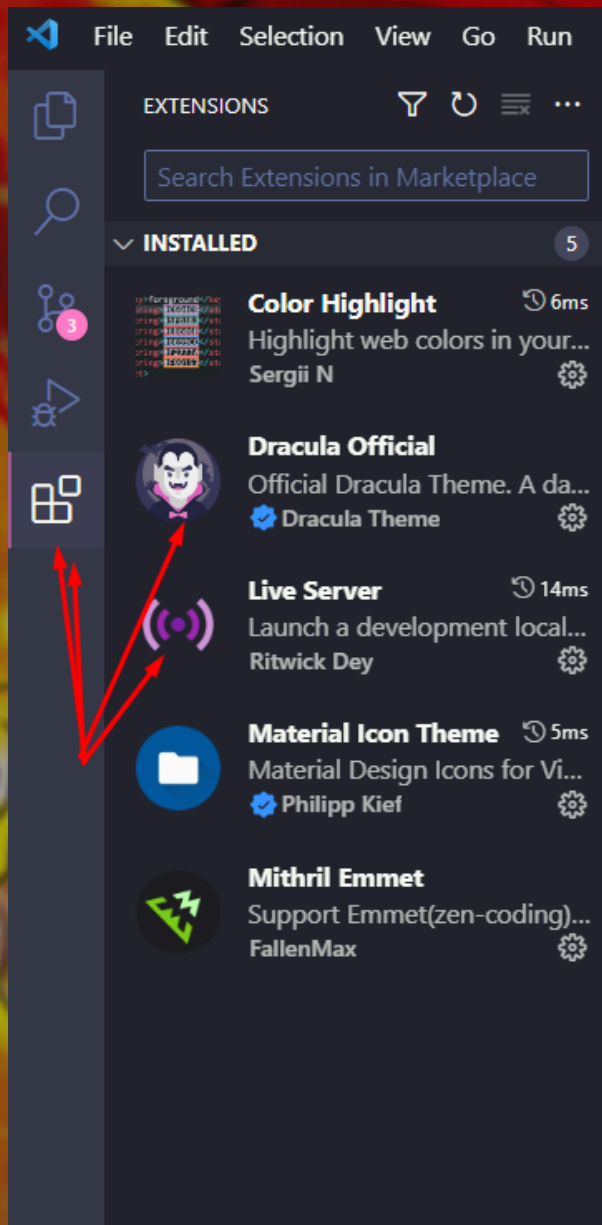 File Edit Selection View Go Run
EXTENSIONS
Search Extensions in Marketplace
INSTALLED 5
Color Highlight 6ms
Highlight web colors in your...
Sergii N
Dracula Official
Official Dracula Theme. A da...
Dracula Theme
3
Live Server 14ms
Launch a development local...
Ritwick Dey
Material Icon Theme 5ms
Material Design Icons for Vi...
Philipp Kief
Mithril Emmet
Support Emmet(zen-coding)...
FallenMax